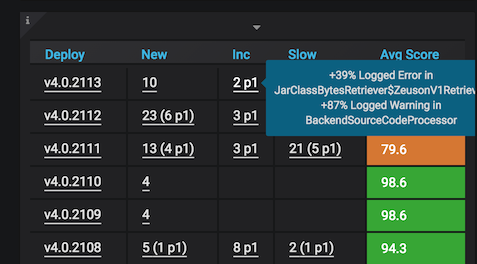 i
Deploy New Inc Slow Avg Score
v4.0.2113 10 2 p1
+39% Logged Error in
JarClassBytesRetriever$ZeusonV1Retriev
+87% Logged Warning in
BackendSourceCodeProcessor
v4.0.2112 23 (6 p1) 3 p1
v4.0.2111 13 (4 p1) 3 p1 21 (5 p1) 79.6
v4.0.2110 4 98.6
v4.0.2109 4 98.6
v4.0.2108 5 (1 p1) 8 p1 2 (1 p1) 94.3